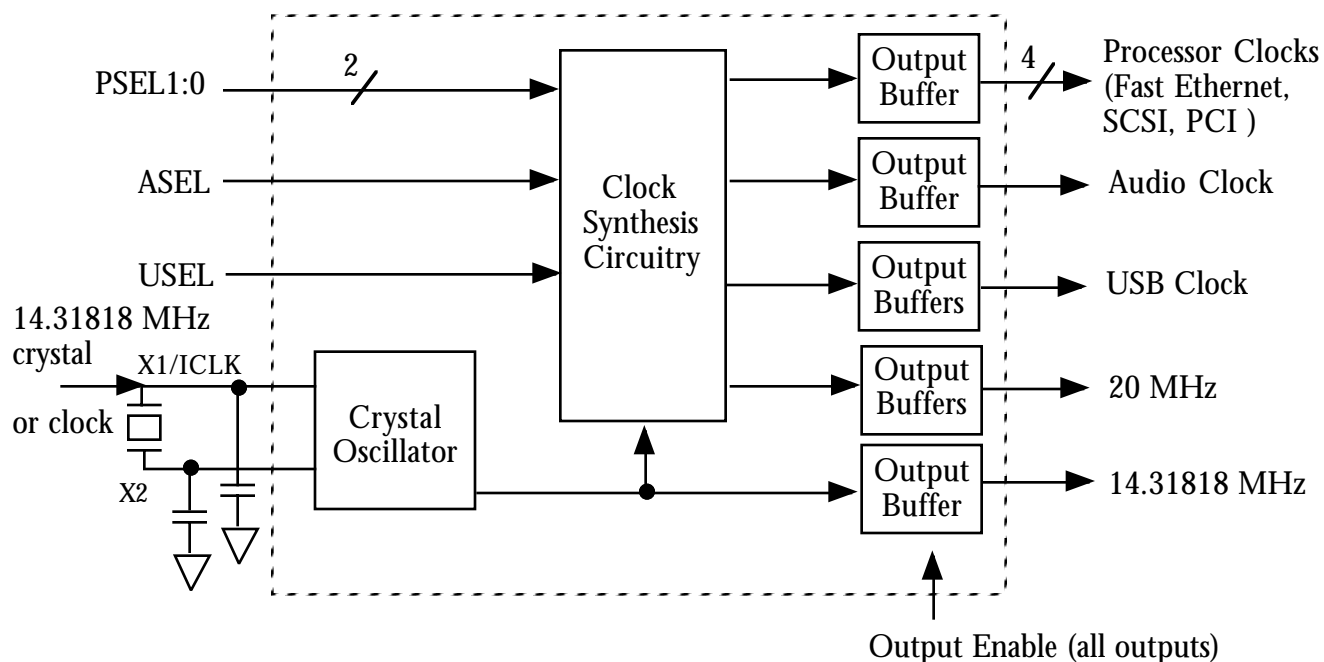 PSEL1:0
2
ASEL
USEL
14.31818 MHz
crystal
X1/ICLK
or clock
X2
Crystal
Oscillator
Clock
Synthesis
Circuitry
Output
Buffer
4
Processor Clocks
(Fast Ethernet,
SCSI, PCI )
Output
Buffer
Audio Clock
Output
Buffers
USB Clock
Output
Buffers
20 MHz
Output
Buffer
14.31818 MHz
Output Enable (all outputs)